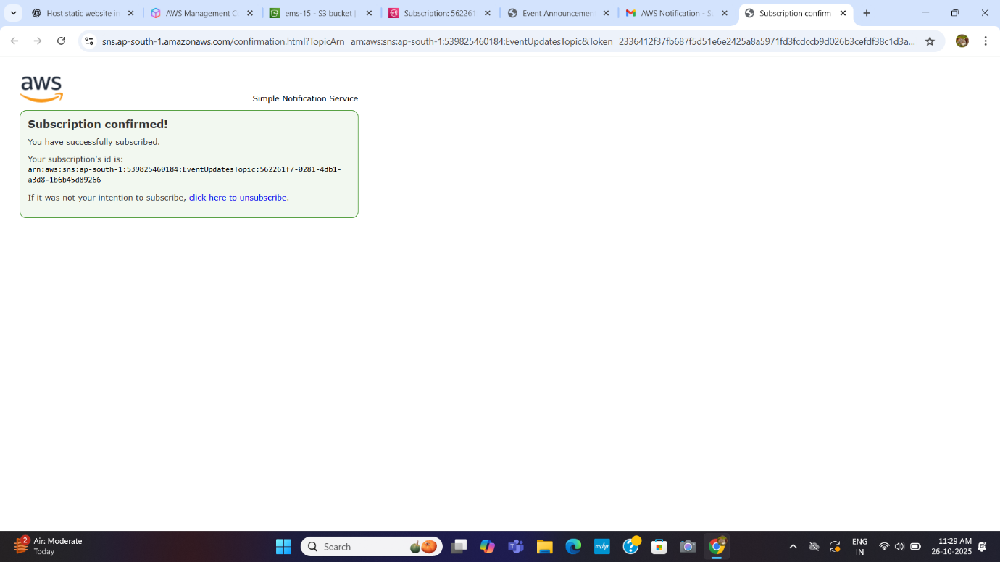 Host static website in
AWS Management Ce
ems-15 - S3 bucket |
Subscription: 562261
Event Announcemen
AWS Notification - S
Subscription confirm
sns.ap-south-1.amazonaws.com/confirmation.html?TopicArn=arn:aws:sns:ap-south-1:539825460184:EventUpdatesTopic&Token=2336412f37fb687f5d51e6e2425a8a5971fd3fcdccb9d026b3cefdf38c1d3a...
aws
Simple Notification Service
Subscription confirmed!
You have successfully subscribed.
Your subscription's id is:
arn:aws:sns:ap-south-1:539825460184:EventUpdatesTopic:562261f7-0281-4db1-
a3d8-1b6b45d89266
If it was not your intention to subscribe, click here to unsubscribe.
2
Air: Moderate
Today
Search
myhp
ENG
IN
11:29 AM
26-10-2025